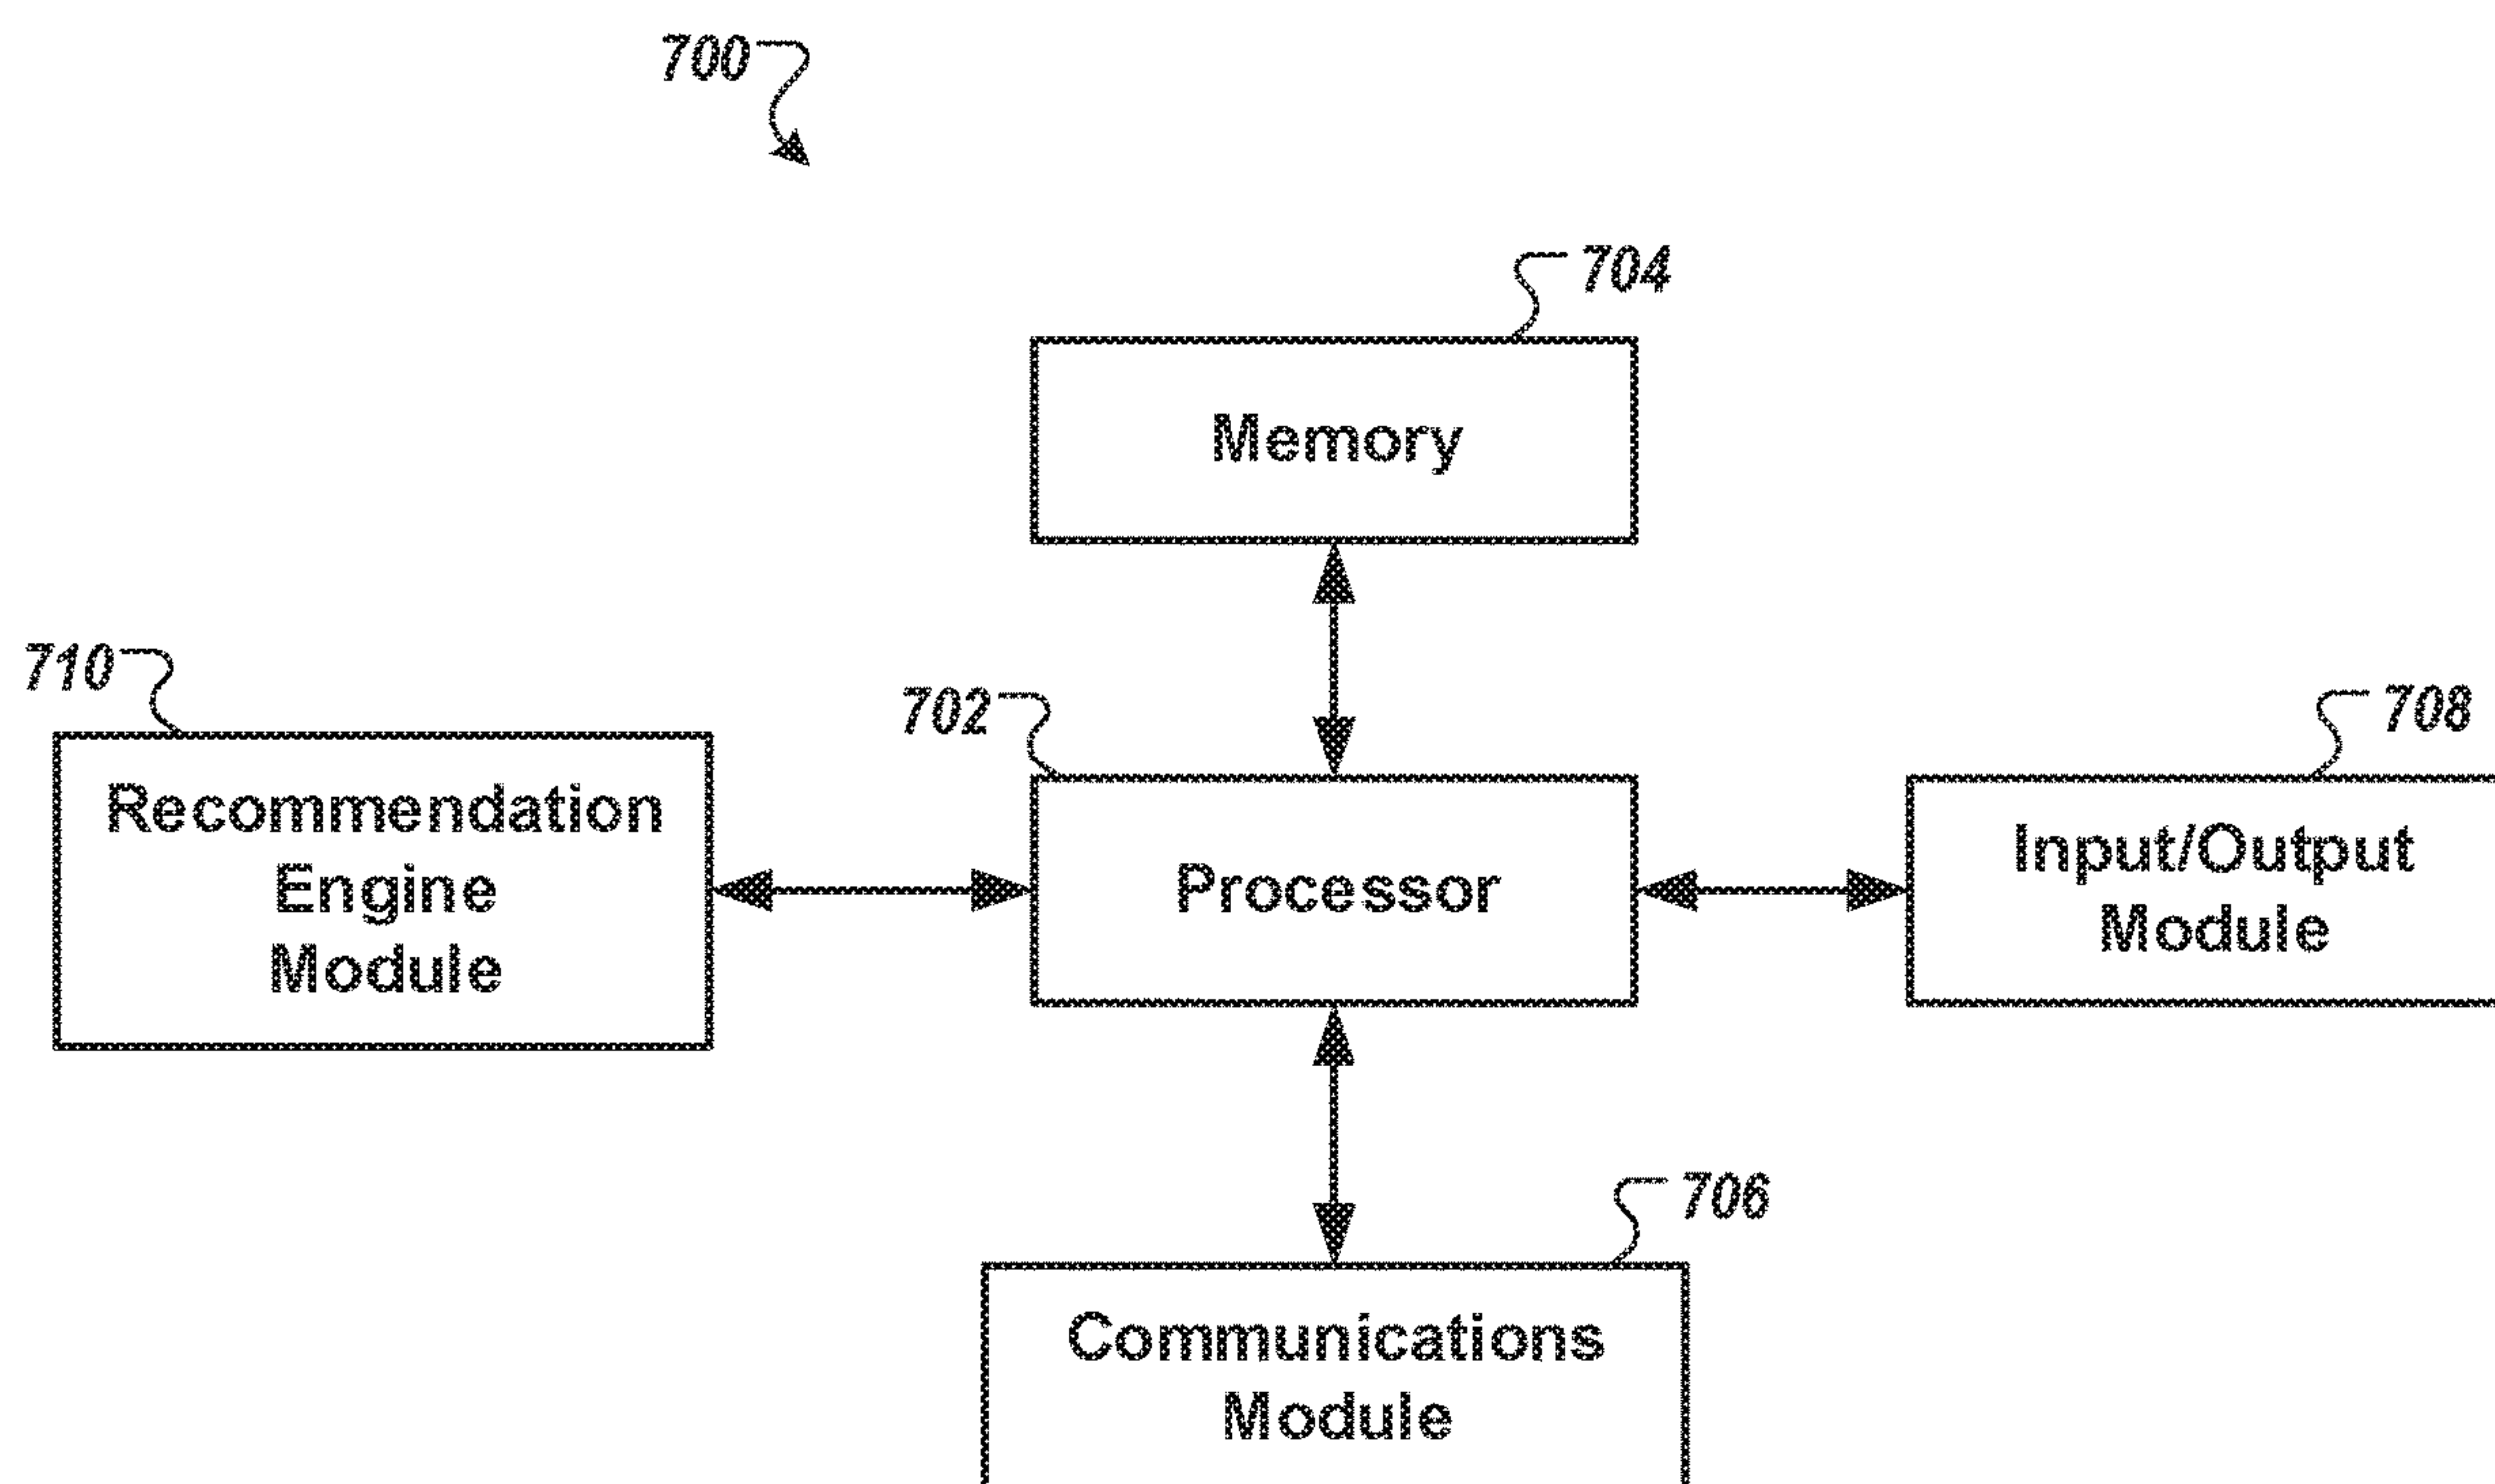 700
704
Memory
710
702
708
Recommendation
Engine
Module
Processor
Input/Output
Module
706
Communications
Module